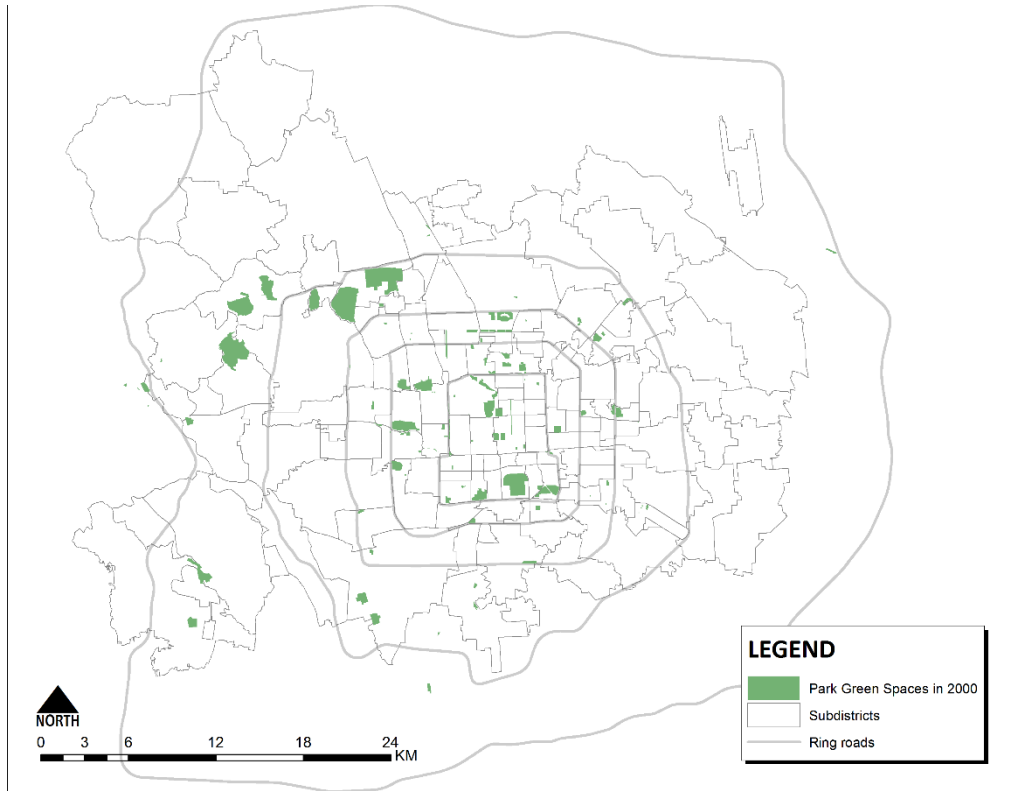 LEGEND
Park Green Spaces in 2000
Subdistricts
Ring roads
NORTH
0 3 6 12 18 24
KM